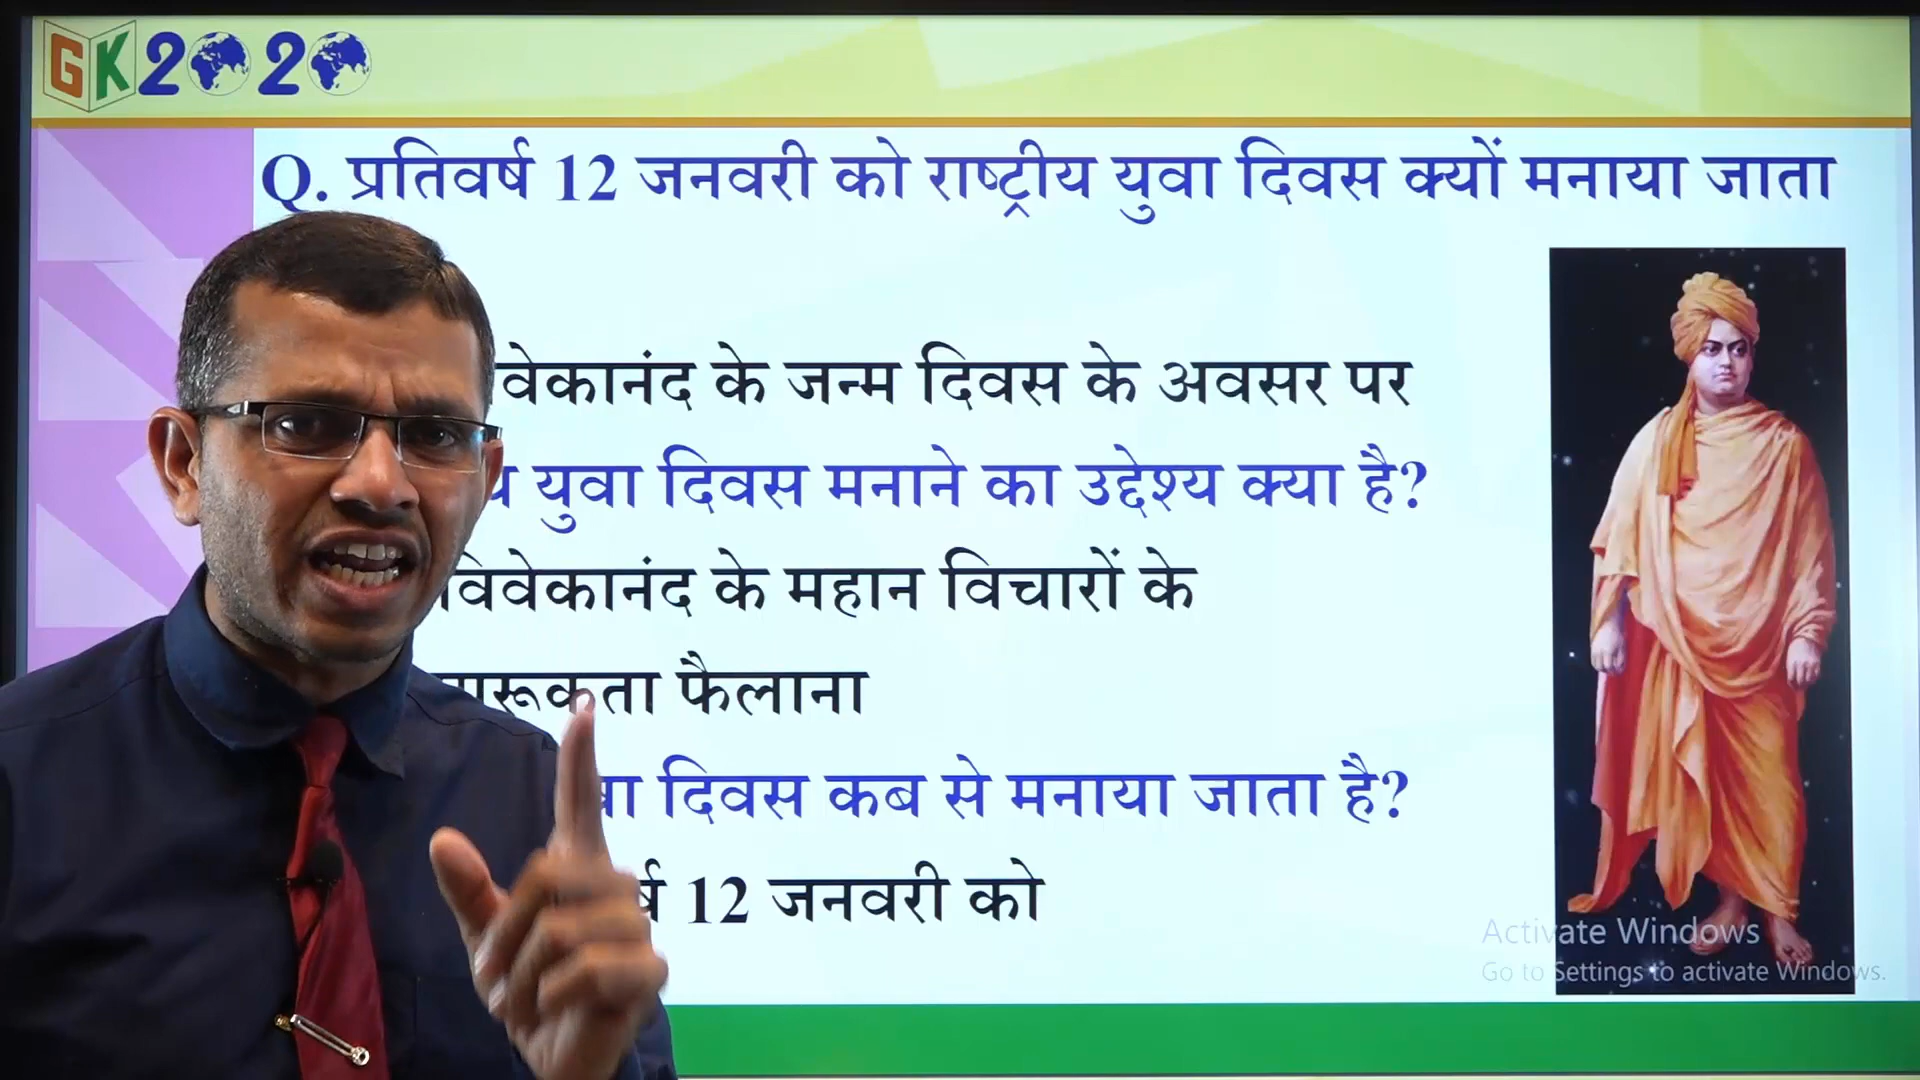 GK2020
Q. प्रतिवर्ष 12 जनवरी को राष्ट्रीय युवा दिवस क्यों मनाया जाता
के जन्म दिवस के अवसर पर
युवा दिवस मनाने का उद्देश्य क्या है?
विवेकानंद के महान विचारों के
फैलाना
दिवस कब से मनाया जाता है?
12 जनवरी को
Activate Windows
Go to Settings to activate Windows.